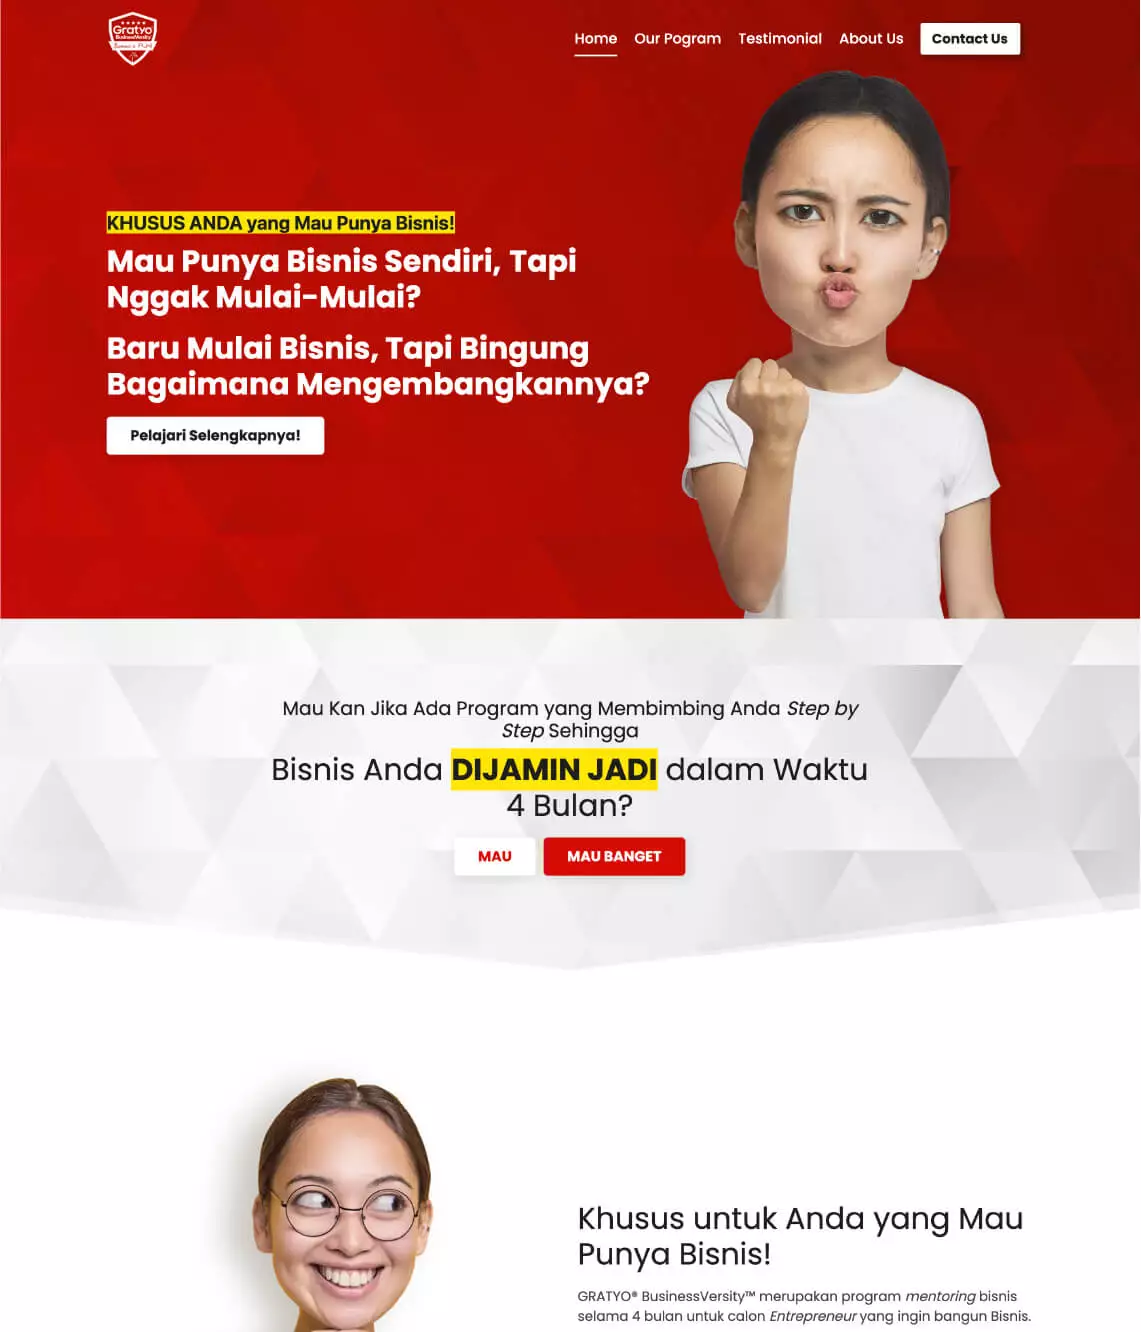 Gratyo
BusinessVersity
Business is FUN!
Home Our Pogram Testimonial About Us Contact Us
KHUSUS ANDA yang Mau Punya Bisnis!
Mau Punya Bisnis Sendiri, Tapi
Nggak Mulai-Mulai?
Baru Mulai Bisnis, Tapi Bingung
Bagaimana Mengembangkannya?
Pelajari Selengkapnya!
Mau Kan Jika Ada Program yang Membimbing Anda Step by
Step Sehingga
Bisnis Anda DIJAMIN JADI dalam Waktu
4 Bulan?
MAU MAU BANGET
Khusus untuk Anda yang Mau
Punya Bisnis!
GRATYO® BusinessVersity™ merupakan program mentoring bisnis
selama 4 bulan untuk calon Entrepreneur yang ingin bangun Bisnis.